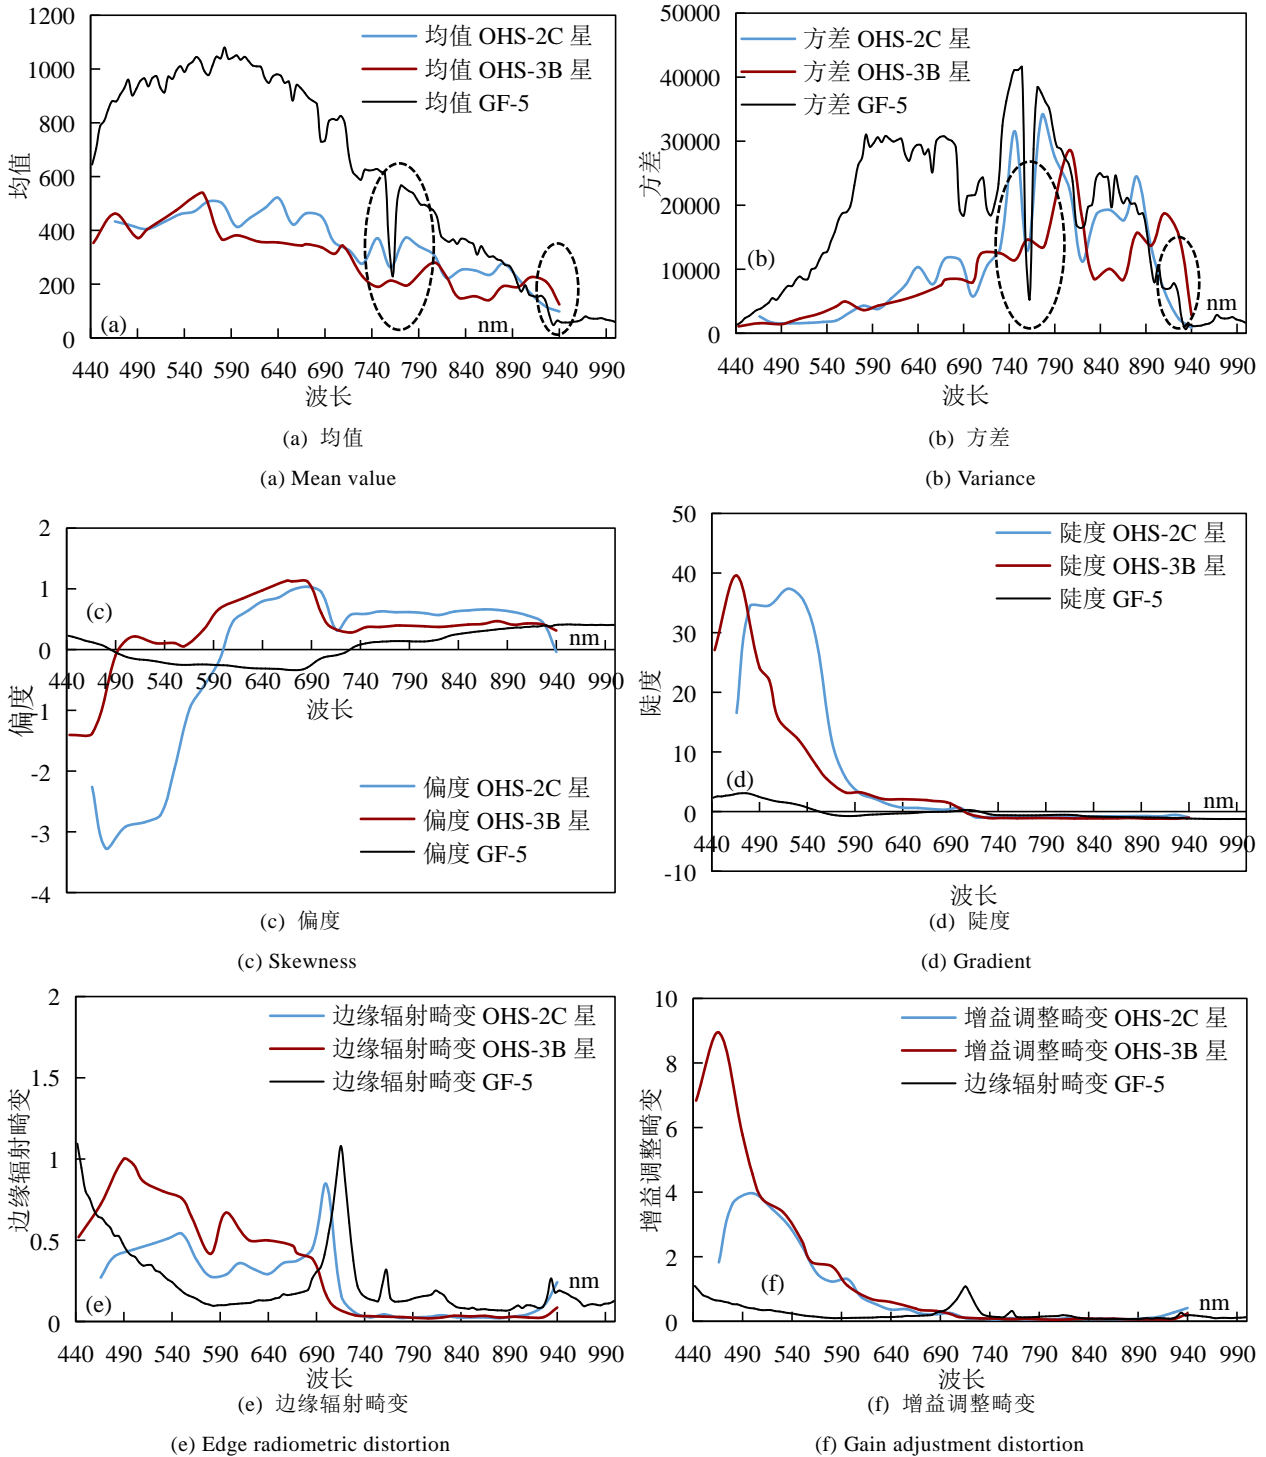 1200
1000
800
600
400
200
0
均值
均值 OHS-2C 星
均值 OHS-3B 星
均值 GF-5
(a)
nm
440 490 540 590 640 690 740 790 840 890 940 990
波长
(a) 均值
(a) Mean value
50000
40000
30000
20000
10000
0
方差
方差 OHS-2C 星
方差 OHS-3B 星
方差 GF-5
(b)
nm
440 490 540 590 640 690 740 790 840 890 940 990
波长
(b) 方差
(b) Variance
2
1
0
1
-2
-3
-4
偏度
(c)
nm
440 490 540 590 640 690 740 790 840 890 940 990
波长
偏度 OHS-2C 星
偏度 OHS-3B 星
偏度 GF-5
(c) 偏度
(c) Skewness
50
40
30
20
10
0
-10
陡度
陡度 OHS-2C 星
陡度 OHS-3B 星
陡度 GF-5
(d)
nm
440 490 540 590 640 690 740 790 840 890 940 990
波长
(d) 陡度
(d) Gradient
2
1.5
1
0.5
0
边缘辐射畸变
边缘辐射畸变 OHS-2C 星
边缘辐射畸变 OHS-3B 星
边缘辐射畸变 GF-5
(e)
nm
440 490 540 590 640 690 740 790 840 890 940 990
波长
(e) 边缘辐射畸变
(e) Edge radiometric distortion
10
8
6
4
2
0
增益调整畸变
增益调整畸变 OHS-2C 星
增益调整畸变 OHS-3B 星
边缘辐射畸变 GF-5
(f)
nm
440 490 540 590 640 690 740 790 840 890 940 990
波长
(f) 增益调整畸变
(f) Gain adjustment distortion